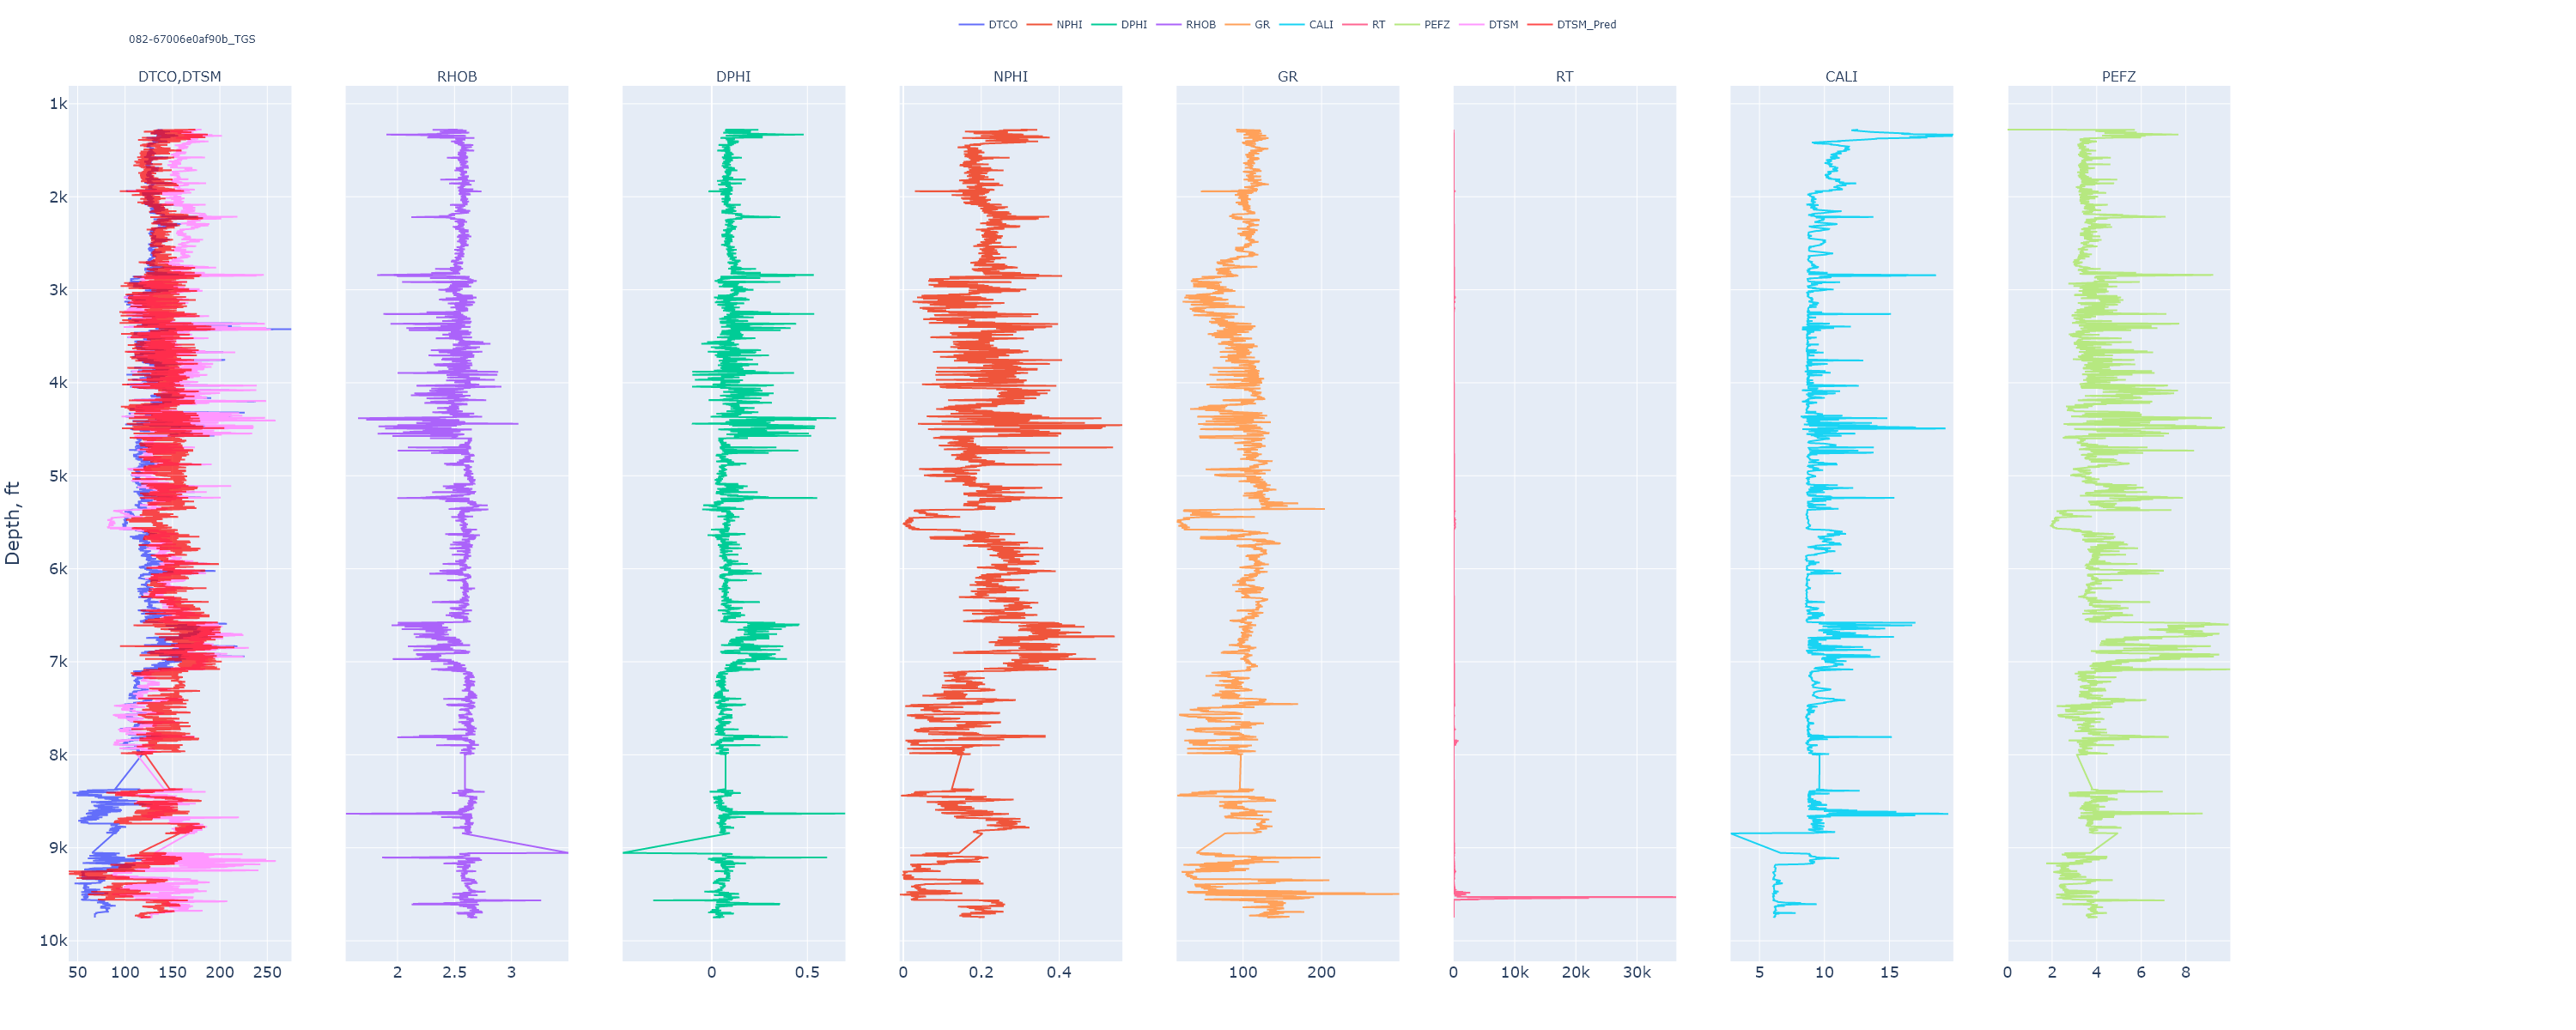 DTCO NPHI DPHI RHOB GR CALI RT PEFZ DTSM DTSM_Pred
082-67006e0af90b_TGS
DTCO,DTSM RHOB DPHI NPHI GR RT CALI PEFZ
Depth, ft
1k
2k
3k
4k
5k
6k
7k
8k
9k
10k
50 100 150 200 250 2 2.5 3 0 0.5 0 0.2 0.4 100 200 0 10k 20k 30k 5 10 15 0 2 4 6 8